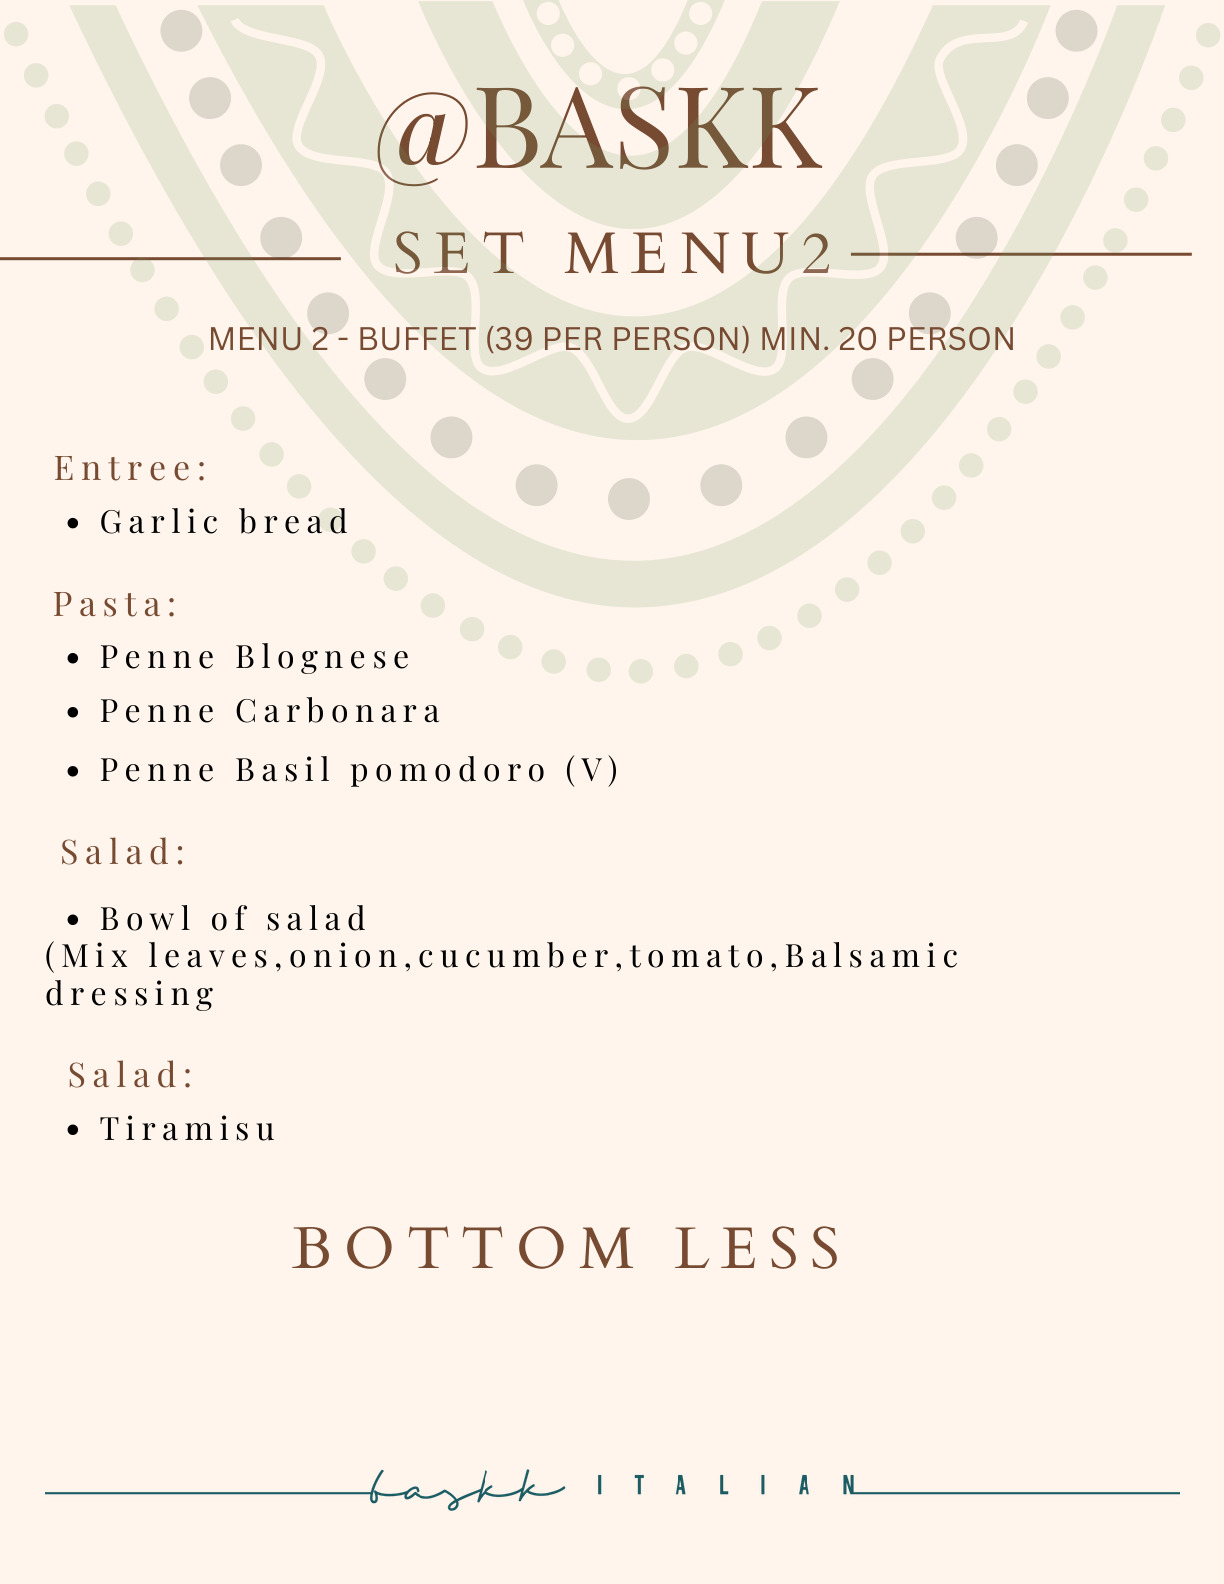 @BASKK
SET MENU2
MENU 2 - BUFFET (39 PER PERSON) MIN. 20 PERSON
Entree:
• Garlic bread
Pasta:
• Penne Blognese
• Penne Carbonara
• Penne Basil pomodoro (V)
Salad:
• Bowl of salad
(Mix leaves,onion,cucumber,tomato,Balsamic
dressing
Salad:
• Tiramisu
BOTTOM LESS
baskk ITALIAN